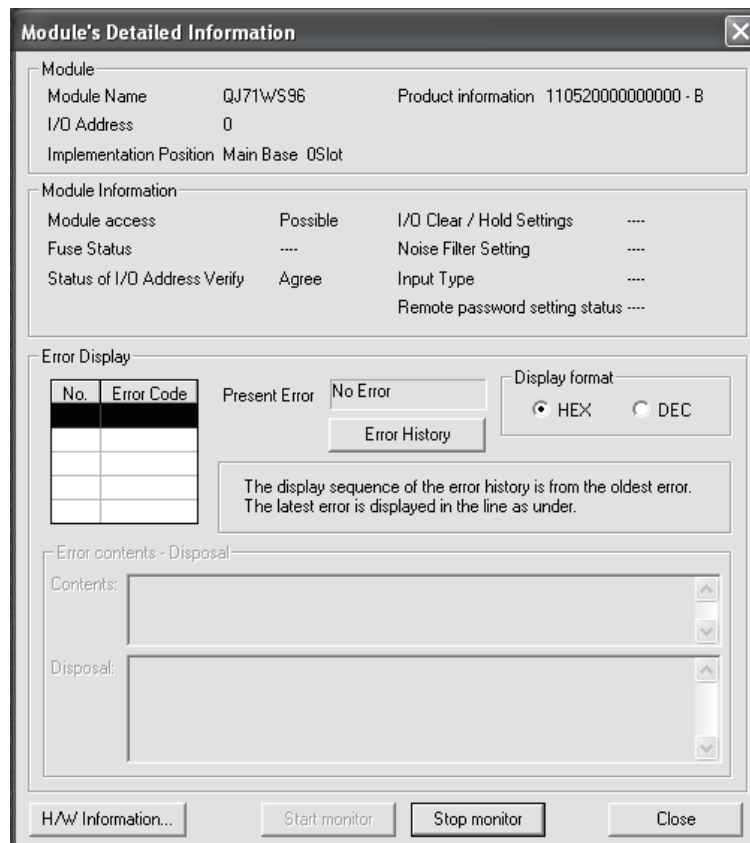 Module's Detailed Information
Module
Module Name QJ71WS96 Product information 110520000000000 - B
I/O Address 0
Implementation Position Main Base 0Slot
Module Information
Module access Possible I/O Clear / Hold Settings ----
Fuse Status ---- Noise Filter Setting ----
Status of I/O Address Verify Agree Input Type ----
Remote password setting status ----
Error Display
No. Error Code Present Error No Error Display format
HEX DEC
Error History
The display sequence of the error history is from the oldest error.
The latest error is displayed in the line as under.
Error contents - Disposal
Contents:
Disposal:
H/W Information... Start monitor Stop monitor Close